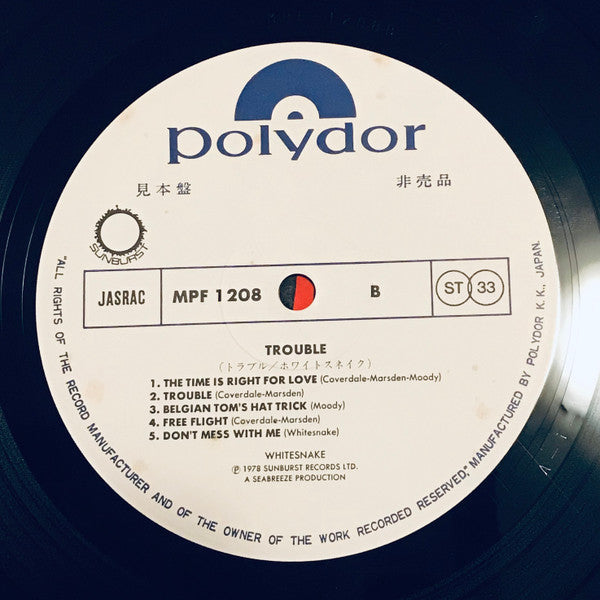 polydor
見本盤
非売品
SUNBURST
JASRAC
MPF 1208
B
ST
33
TROUBLE
(トラブル/ホワイトスネイク)
1. THE TIME IS RIGHT FOR LOVE (Coverdale-Marsden-Moody)
2. TROUBLE (Coverdale-Marsden)
3. BELGIAN TOM'S HAT TRICK (Moody)
4. FREE FLIGHT (Coverdale-Marsden)
5. DON'T MESS WITH ME (Whitesnake)
WHITESNAKE
Ⓟ 1978 SUNBURST RECORDS LTD.
A SEABREEZE PRODUCTION
"ALL RIGHTS OF THE RECORD MANUFACTURER AND OF THE OWNER OF THE WORK RECORDED RESERVED." MANUFACTURED BY POLYDOR K.K., JAPAN.